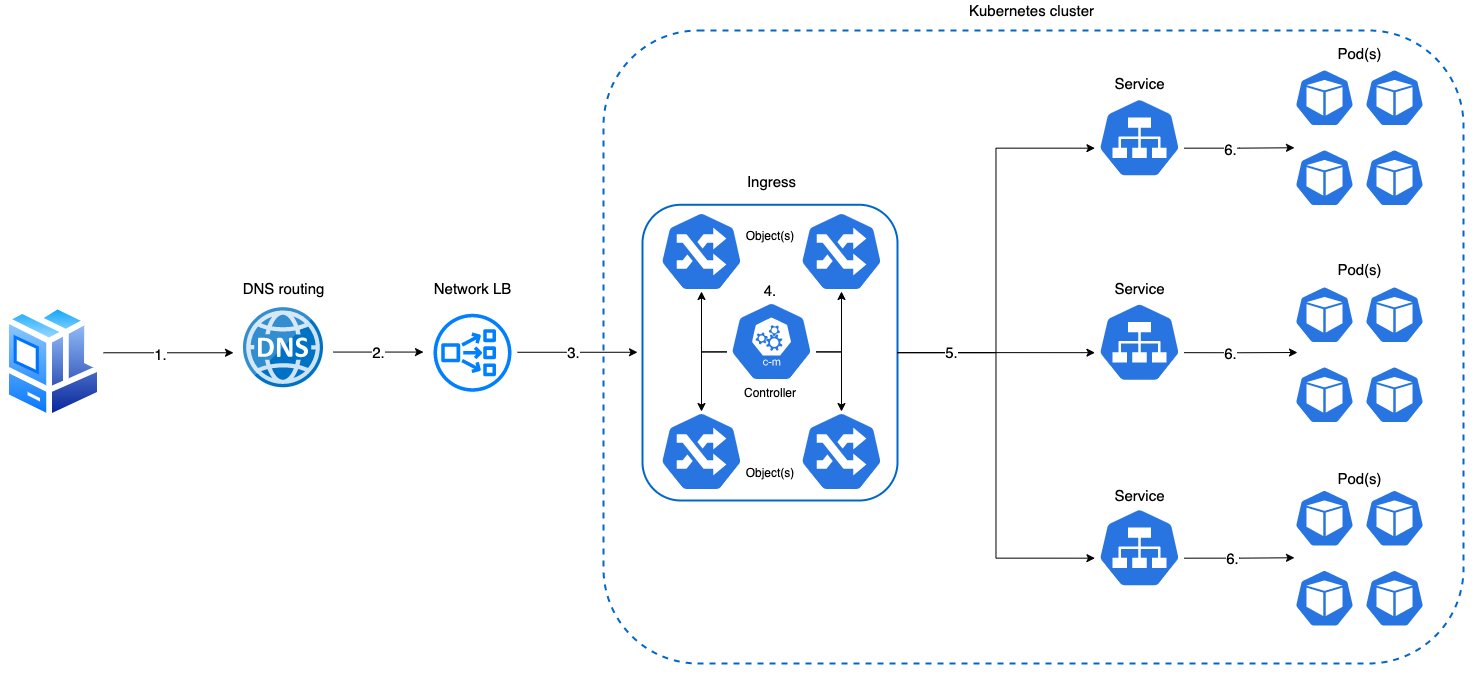 Kubernetes cluster
Pod(s)
Service
6.
Ingress
Object(s)
DNS routing
Network LB
4.
Pod(s)
Service
DNS
1.
2.
3.
c-m
5.
6.
Controller
Object(s)
Pod(s)
Service
6.